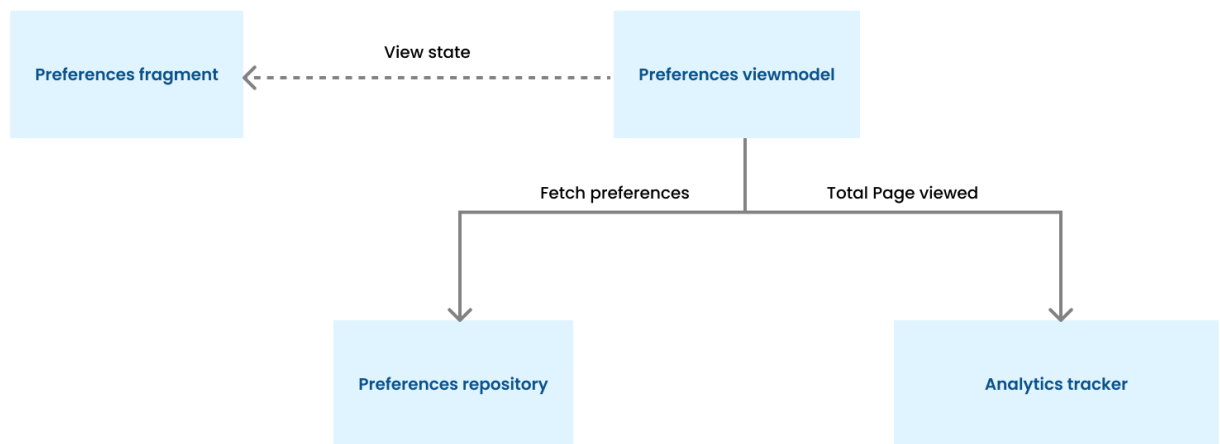 View state
Preferences fragment
Preferences viewmodel
Fetch preferences
Total Page viewed
Preferences repository
Analytics tracker